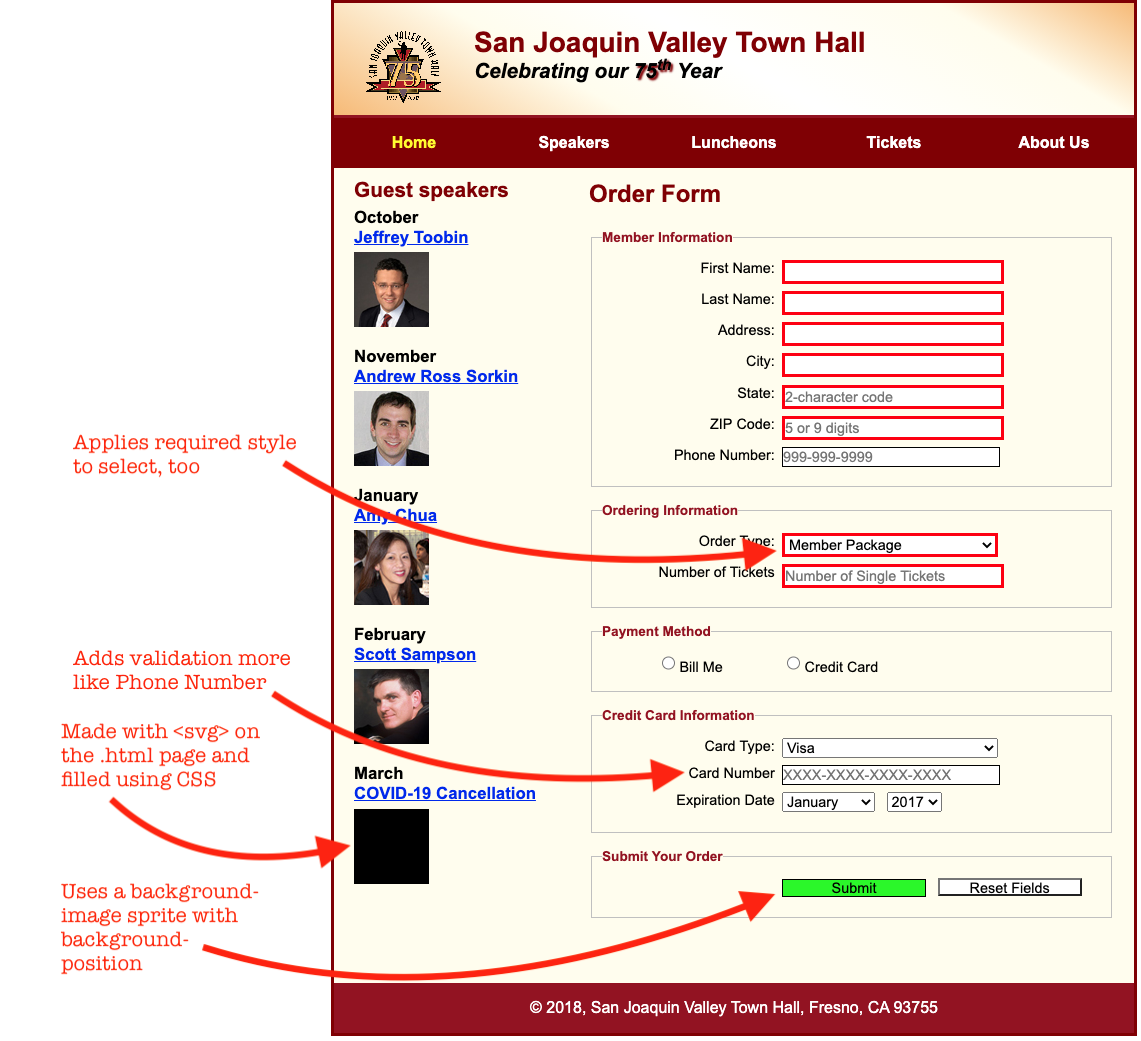 SAN JOAQUIN VALLEY TOWN HALL
75
San Joaquin Valley Town Hall
Celebrating our 75th Year
Home
Speakers
Luncheons
Tickets
About Us
Guest speakers
October
Jeffrey Toobin
November
Andrew Ross Sorkin
January
Amy Chua
February
Scott Sampson
March
COVID-19 Cancellation
Order Form
Member Information
First Name:
Last Name:
Address:
City:
State: 2-character code
ZIP Code: 5 or 9 digits
Phone Number: 999-999-9999
Ordering Information
Order Type: Member Package
Number of Tickets Number of Single Tickets
Payment Method
Bill Me
Credit Card
Credit Card Information
Card Type: Visa
Card Number XXXX-XXXX-XXXX-XXXX
Expiration Date January 2017
Submit Your Order
Submit
Reset Fields
© 2018, San Joaquin Valley Town Hall, Fresno, CA 93755
Applies required style
to select, too
Adds validation more
like Phone Number
Made with <svg> on
the .html page and
filled using CSS
Uses a background-
image sprite with
background-
position